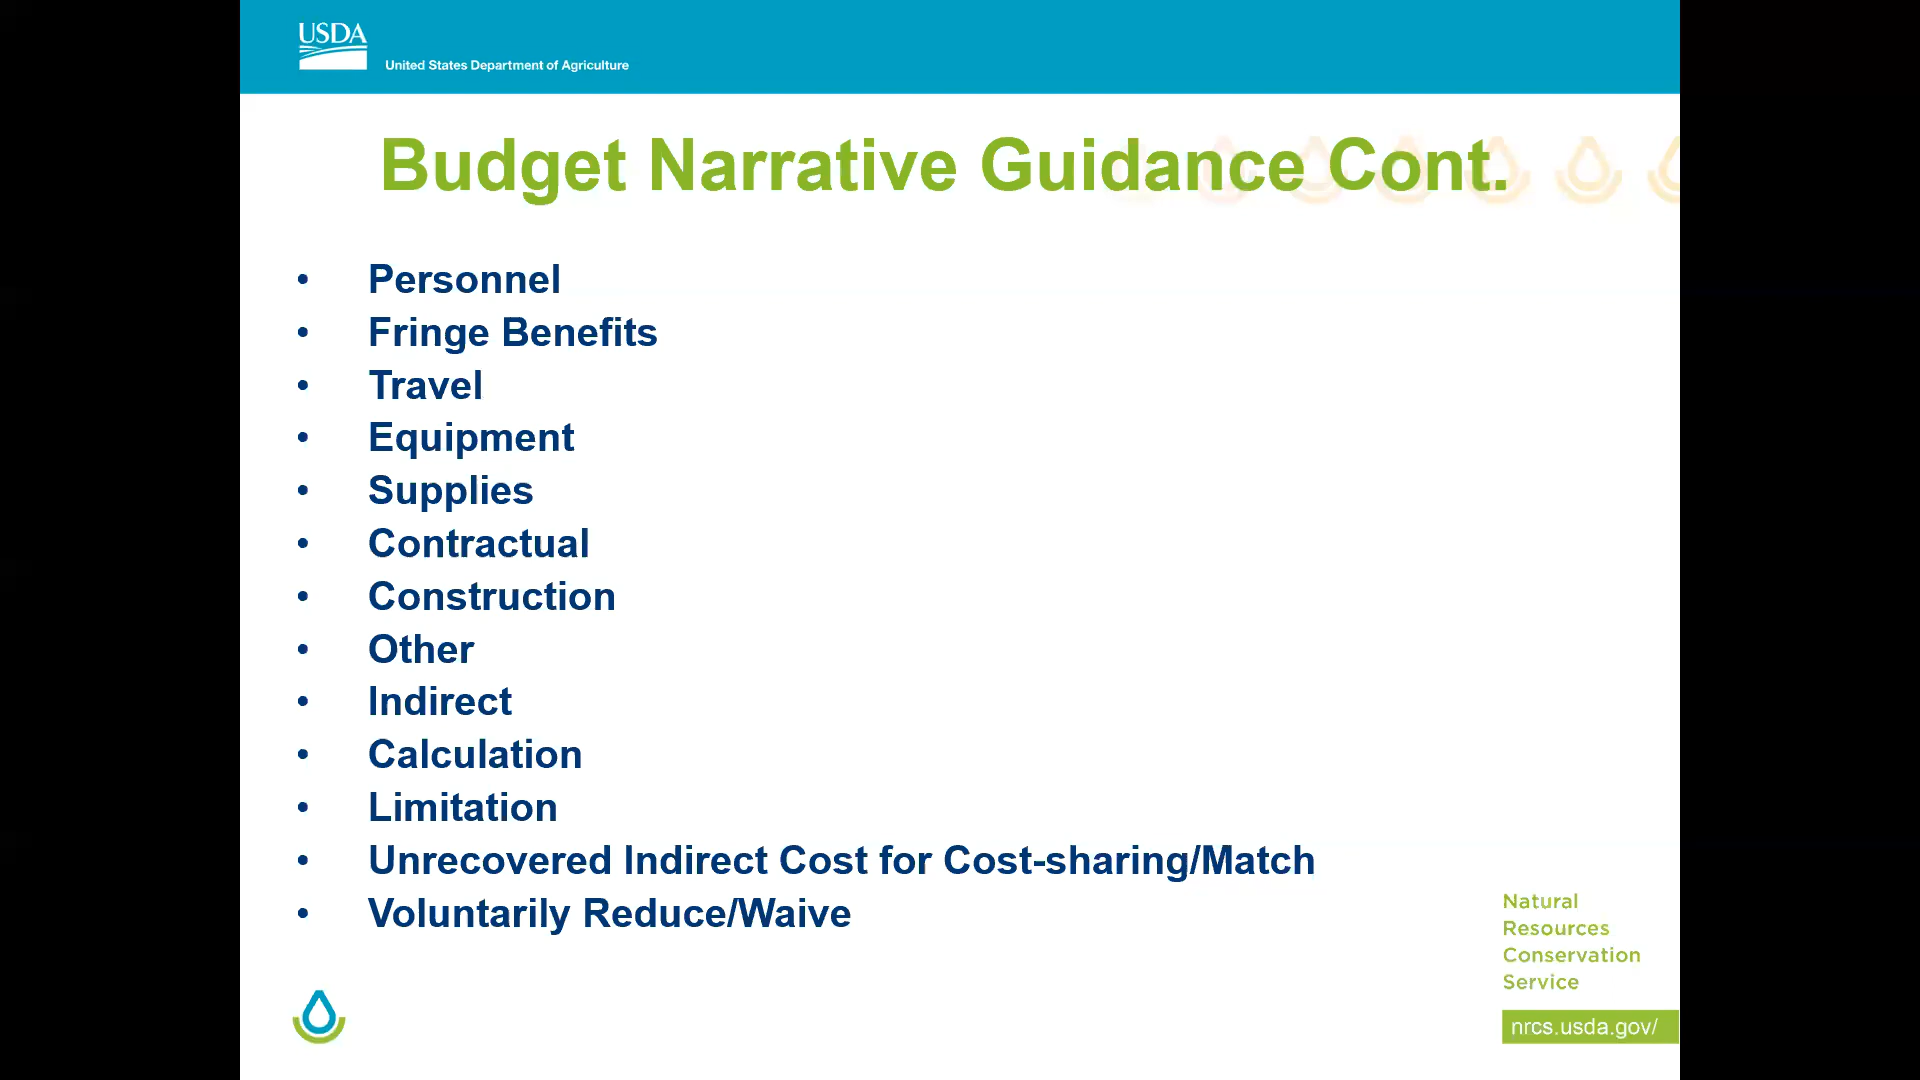 USDA
United States Department of Agriculture
Budget Narrative Guidance Cont.
• Personnel
• Fringe Benefits
• Travel
• Equipment
• Supplies
• Contractual
• Construction
• Other
• Indirect
• Calculation
• Limitation
• Unrecovered Indirect Cost for Cost-sharing/Match
• Voluntarily Reduce/Waive
Natural
Resources
Conservation
Service
nrcs.usda.gov/